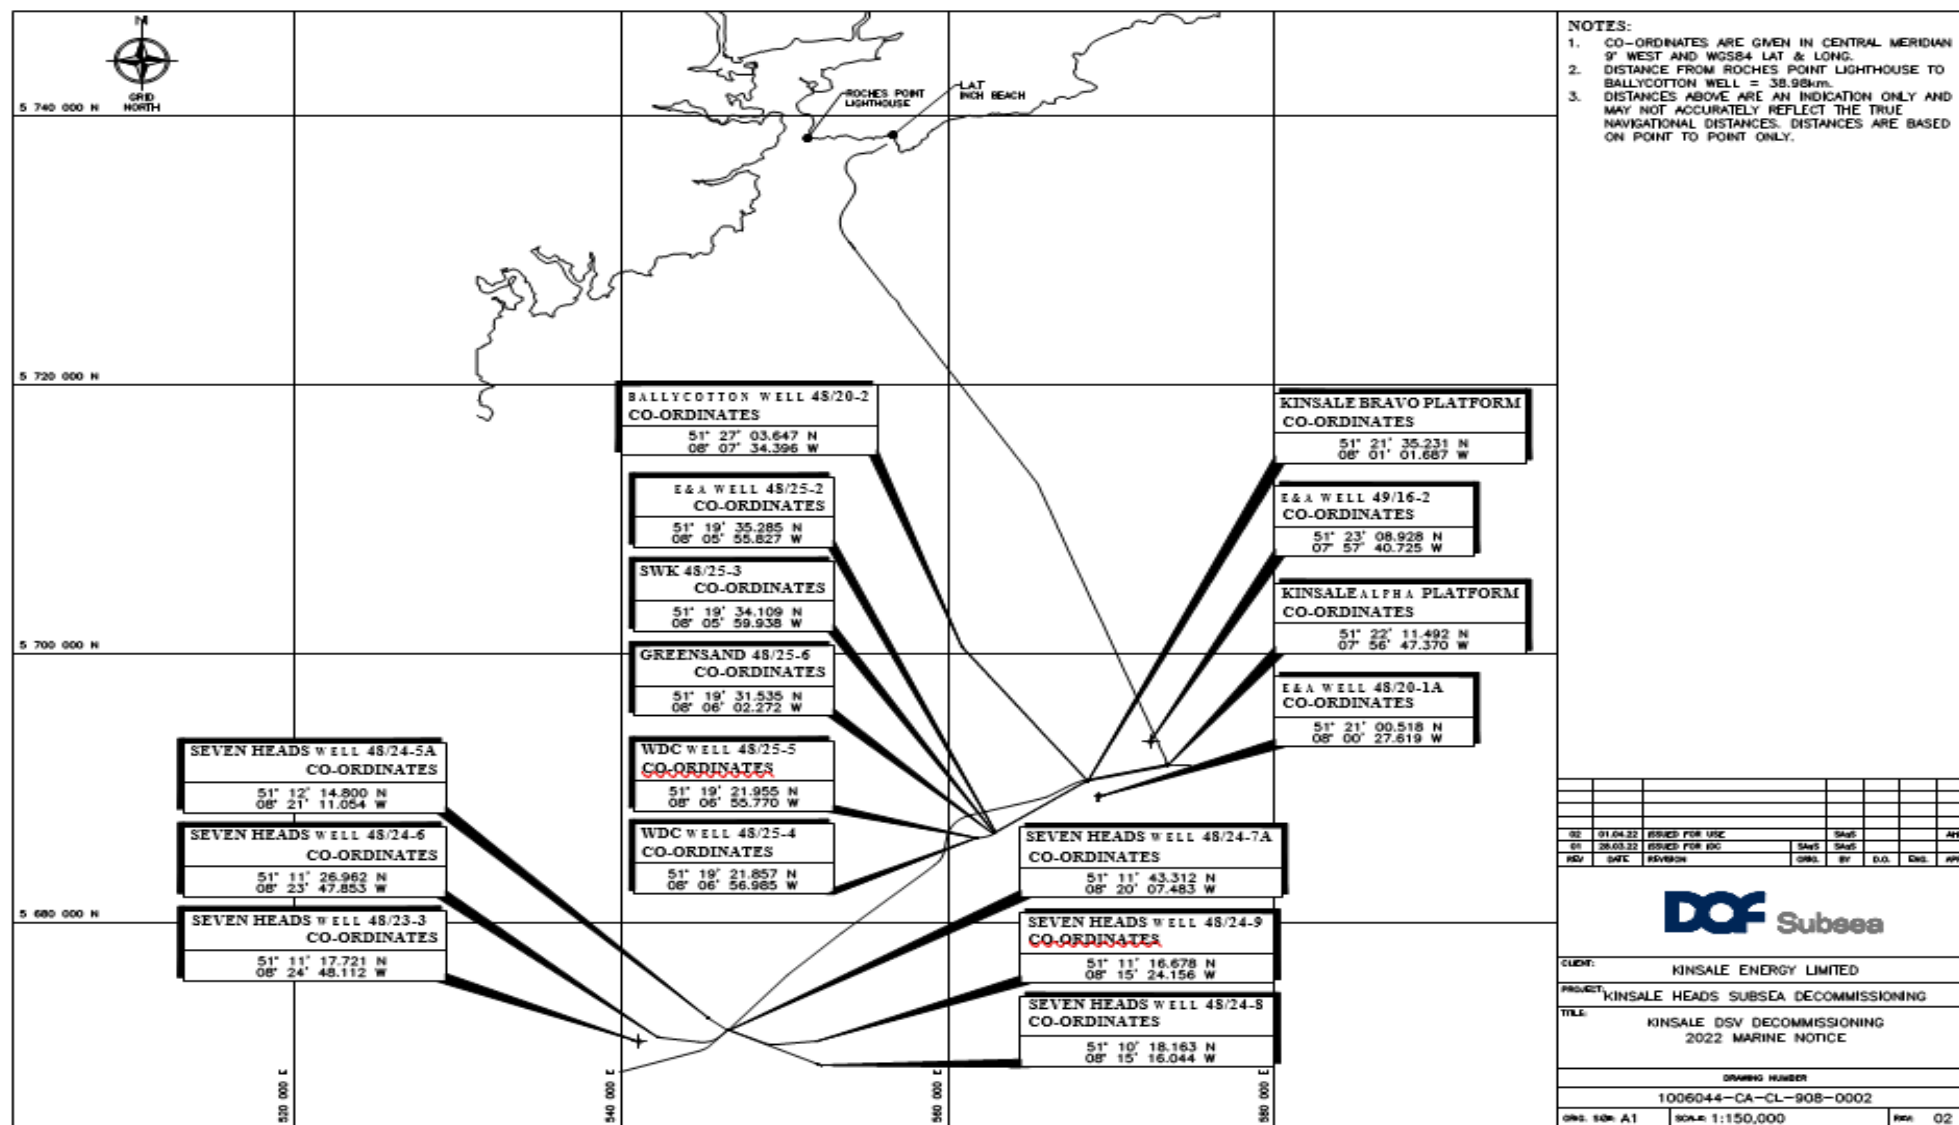 N
GRID
NORTH
5 740 000 N
5 720 000 N
5 700 000 N
5 680 000 N
520 000 E
540 000 E
560 000 E
580 000 E
ROCHES POINT
LIGHTHOUSE
LAT
INCH BEACH
BALLYCOTTON WELL 48/20-2
CO-ORDINATES
51° 27' 03.647 N
08° 07' 34.396 W
E&A WELL 48/25-2
CO-ORDINATES
51° 19' 35.285 N
08° 05' 55.827 W
SWK 48/25-3
CO-ORDINATES
51° 19' 34.109 N
08° 05' 59.938 W
GREENSAND 48/25-6
CO-ORDINATES
51° 19' 31.535 N
08° 06' 02.272 W
WDC WELL 48/25-5
CO-ORDINATES
51° 19' 21.955 N
08° 06' 55.770 W
WDC WELL 48/25-4
CO-ORDINATES
51° 19' 21.857 N
08° 06' 56.985 W
SEVEN HEADS WELL 48/24-5A
CO-ORDINATES
51° 12' 14.800 N
08° 21' 11.054 W
SEVEN HEADS WELL 48/24-6
CO-ORDINATES
51° 11' 26.962 N
08° 23' 47.853 W
SEVEN HEADS WELL 48/23-3
CO-ORDINATES
51° 11' 17.721 N
08° 24' 48.112 W
KINSALE BRAVO PLATFORM
CO-ORDINATES
51° 21' 35.231 N
08° 01' 01.687 W
E&A WELL 49/16-2
CO-ORDINATES
51° 23' 08.928 N
07° 57' 40.725 W
KINSALE ALPHA PLATFORM
CO-ORDINATES
51° 22' 11.492 N
07° 56' 47.370 W
E&A WELL 48/20-1A
CO-ORDINATES
51° 21' 00.518 N
08° 00' 27.619 W
SEVEN HEADS WELL 48/24-7A
CO-ORDINATES
51° 11' 43.312 N
08° 20' 07.483 W
SEVEN HEADS WELL 48/24-9
CO-ORDINATES
51° 11' 16.678 N
08° 15' 24.156 W
SEVEN HEADS WELL 48/24-8
CO-ORDINATES
51° 10' 18.163 N
08° 15' 16.044 W
NOTES:
1. CO-ORDINATES ARE GIVEN IN CENTRAL MERIDIAN
9° WEST AND WGS84 LAT & LONG.
2. DISTANCE FROM ROCHES POINT LIGHTHOUSE TO
BALLYCOTTON WELL = 38.98km.
3. DISTANCES ABOVE ARE AN INDICATION ONLY AND
MAY NOT ACCURATELY REFLECT THE TRUE
NAVIGATIONAL DISTANCES. DISTANCES ARE BASED
ON POINT TO POINT ONLY.
02 01.04.22 ISSUED FOR USE SAuS
01 28.03.22 ISSUED FOR IDC SAuS SAuS
REV DATE REVISION ORIG. BY D.O. ENG.
DOF Subsea
CLIENT:
KINSALE ENERGY LIMITED
PROJECT:
KINSALE HEADS SUBSEA DECOMMISSIONING
TITLE:
KINSALE DSV DECOMMISSIONING
2022 MARINE NOTICE
DRAWING NUMBER
1006044-CA-CL-908-0002
ORIG. SIZE A1 SCALE 1:150,000 REV. 02